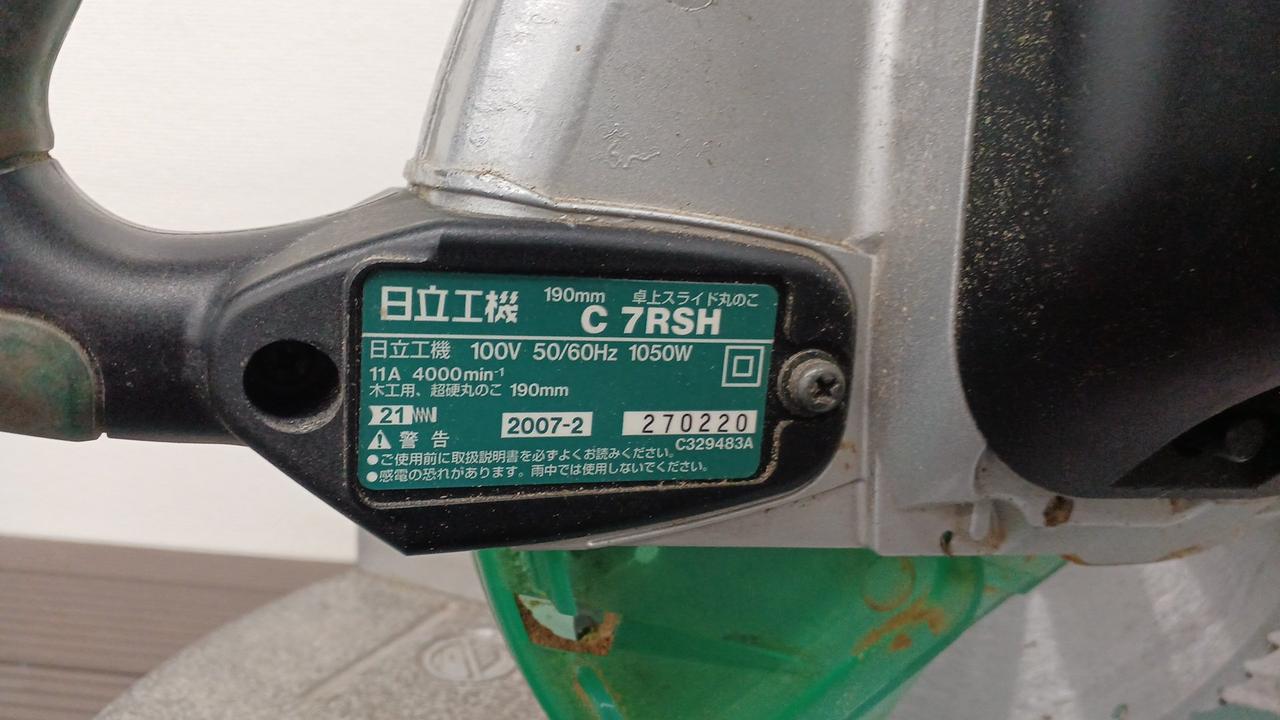 日立工機 190mm 卓上スライド丸のこ
C 7RSH
日立工機 100V 50/60Hz 1050W
11A 4000min⁻¹
木工用、超硬丸のこ 190mm
21 2007-2 270220
警告 C329483A
●ご使用前に取扱説明書を必ずよくお読みください。
●感電の恐れがあります。雨中では使用しないでください。